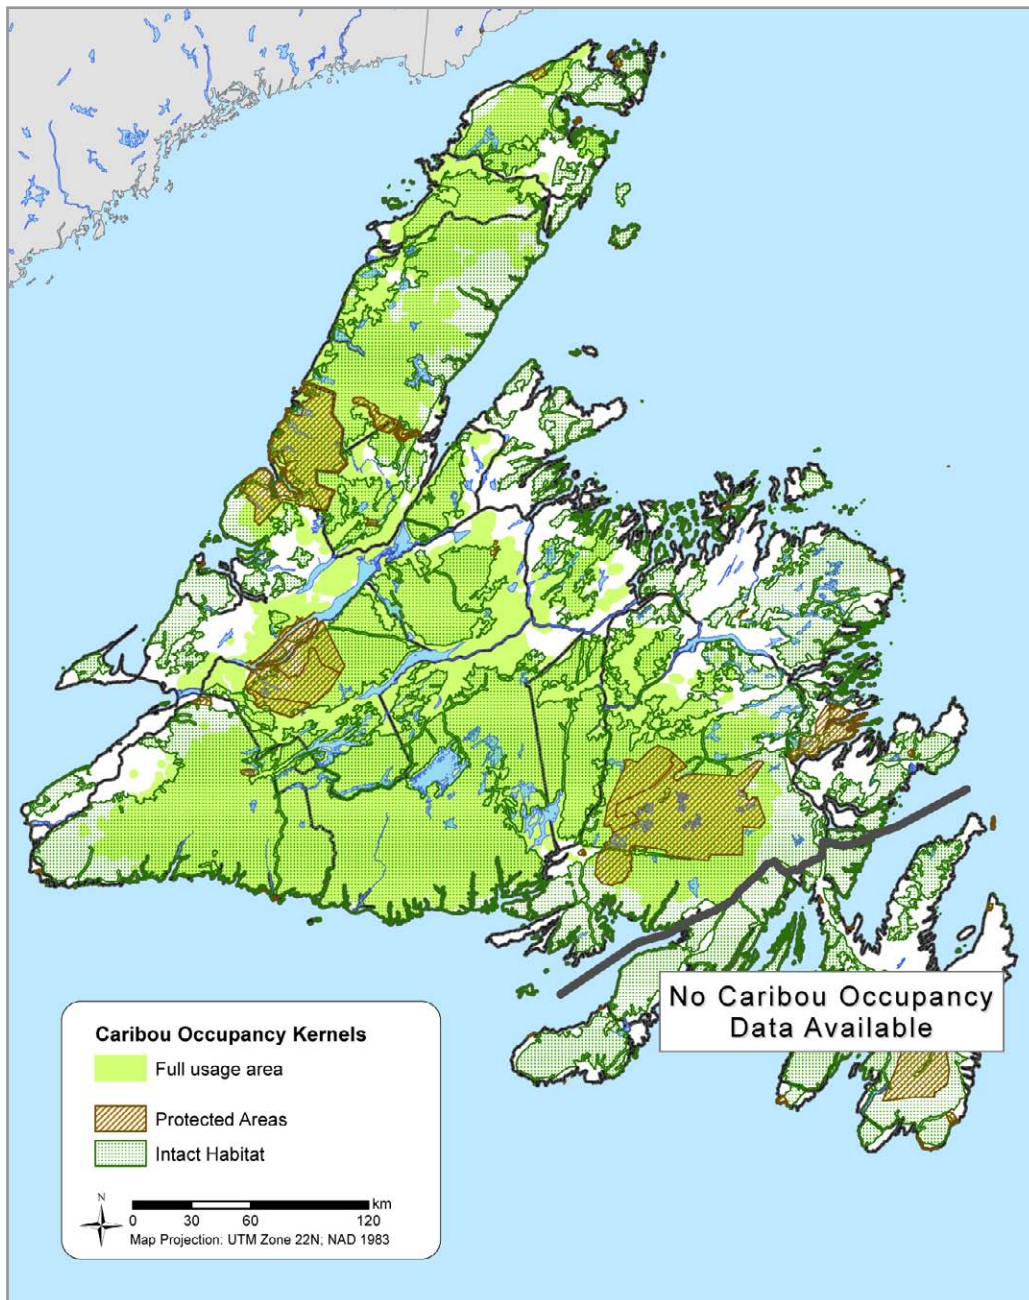 No Caribou Occupancy
Data Available
Caribou Occupancy Kernels
Full usage area
Protected Areas
Intact Habitat
N
km
0 30 60 120
Map Projection: UTM Zone 22N; NAD 1983